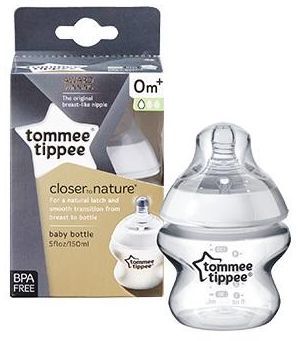 The original
breast-like nipple
0m+
tommee
tippee
closer to nature®
For a natural latch and
smooth transition from
breast to bottle
baby bottle
5floz/150ml
BPA
FREE
tommee
tippee